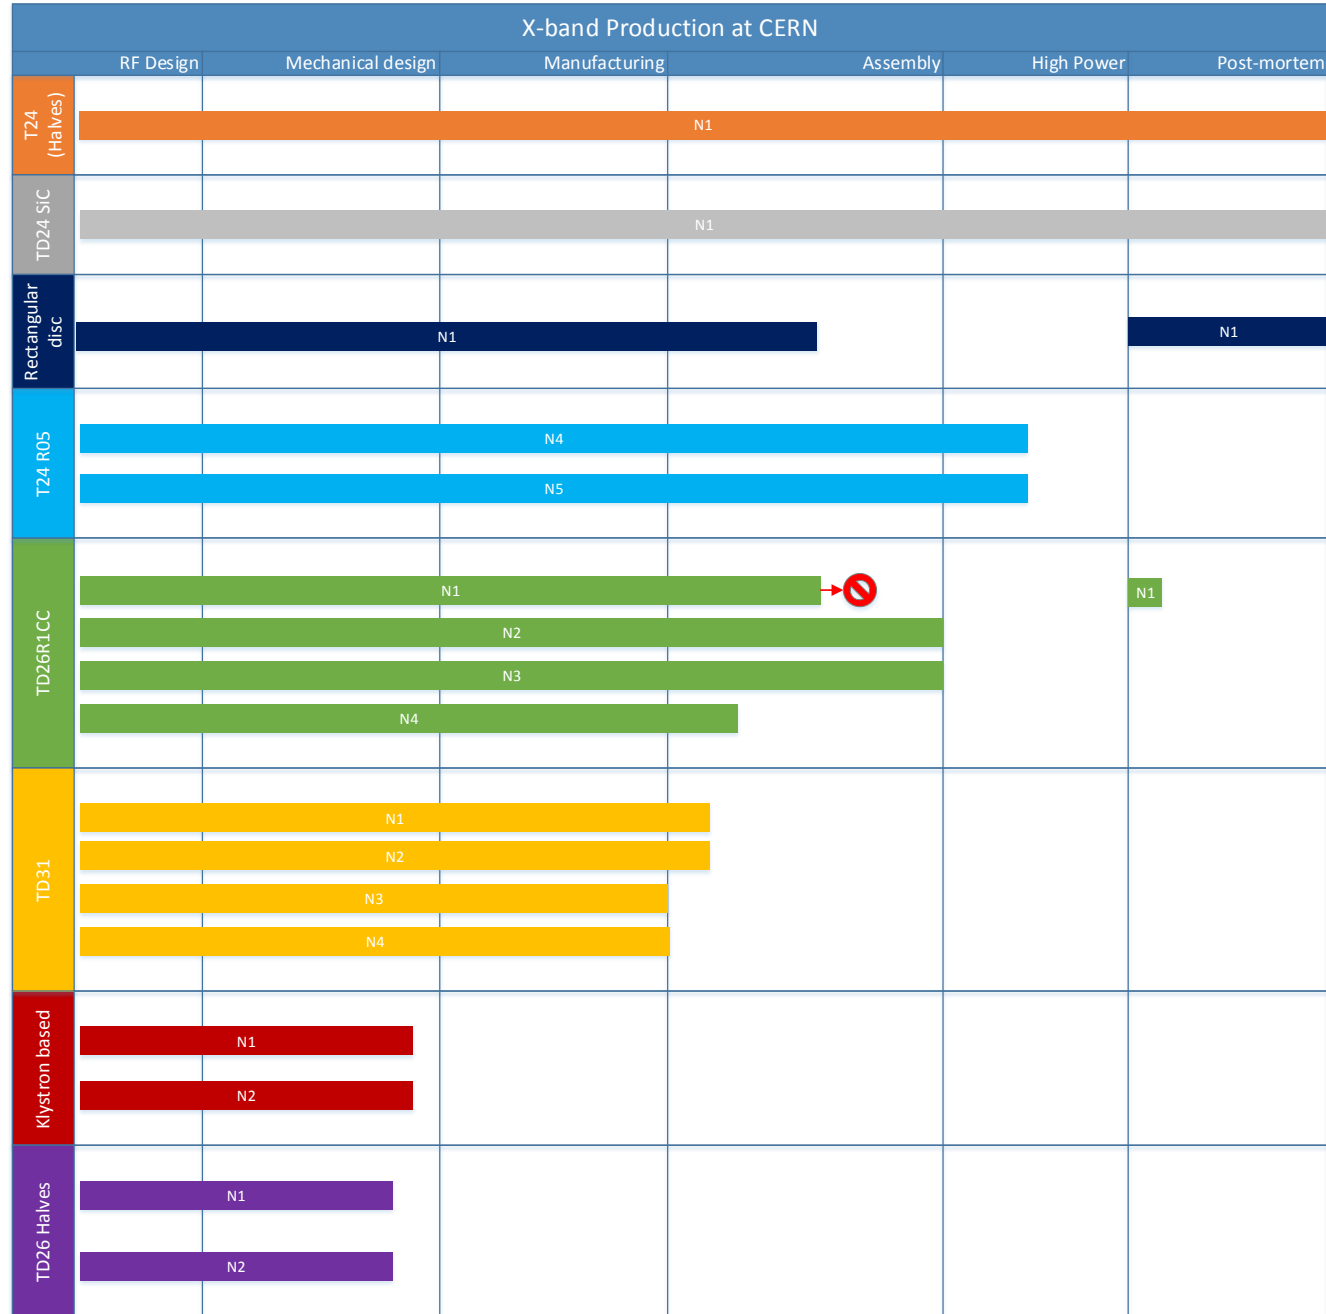 X-band Production at CERN
RF Design
Mechanical design
Manufacturing
Assembly
High Power
Post-mortem
T24
(Halves)
N1
TD24 SiC
N1
Rectangular
disc
N1
N1
T24 R05
N4
N5
TD26R1CC
N1
N1
N2
N3
N4
TD31
N1
N2
N3
N4
Klystron based
N1
N2
TD26 Halves
N1
N2